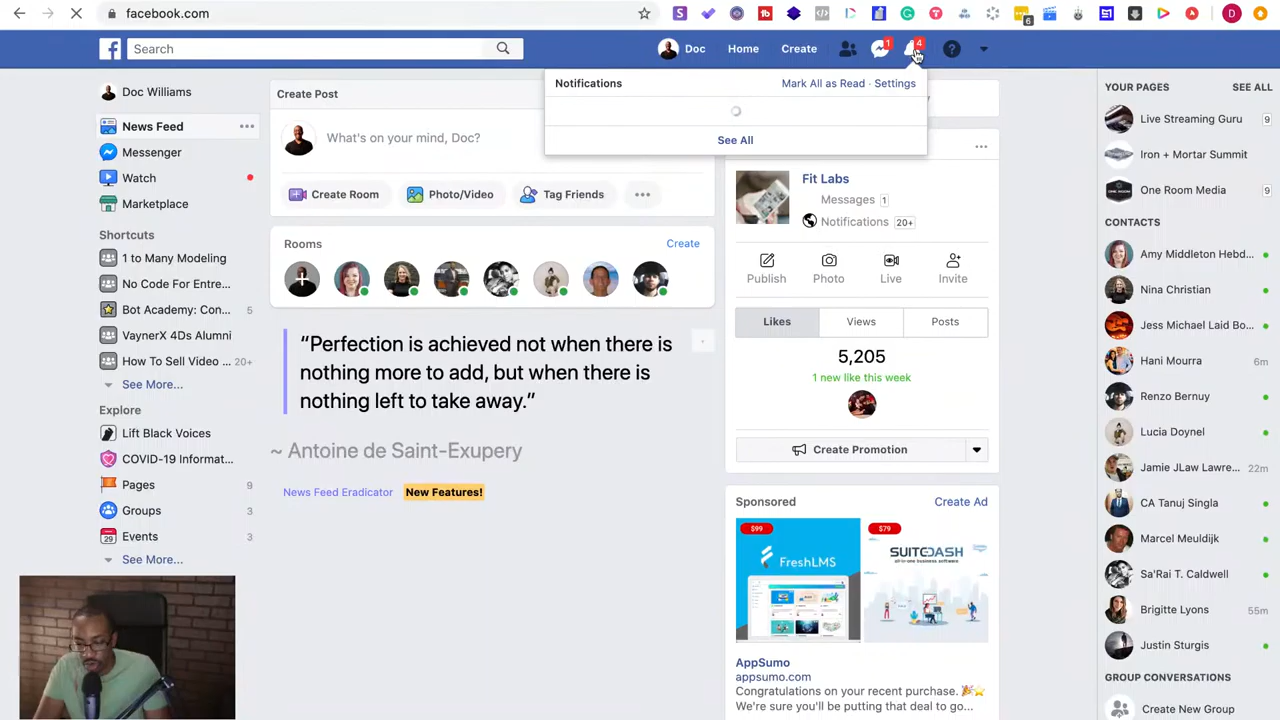 facebook.com
6
D
Search
Doc
Home
Create
1
4
Notifications
Mark All as Read · Settings
See All
Doc Williams
News Feed
Messenger
Watch
Marketplace
Shortcuts
1 to Many Modeling
No Code For Entre...
Bot Academy: Con... 5
VaynerX 4Ds Alumni
How To Sell Video ... 20+
See More...
Explore
Lift Black Voices
COVID-19 Informat...
Pages 9
Groups 3
Events 3
See More...
Create Post
What's on your mind, Doc?
Create Room
Photo/Video
Tag Friends
Rooms
Create
“Perfection is achieved not when there is
nothing more to add, but when there is
nothing left to take away.”
~ Antoine de Saint-Exupery
News Feed Eradicator New Features!
Fit Labs
Messages 1
Notifications 20+
Publish
Photo
Live
Invite
Likes
Views
Posts
5,205
1 new like this week
Create Promotion
Sponsored
Create Ad
$99
FreshLMS
$79
SUITDASH
AppSumo
appsumo.com
Congratulations on your recent purchase. 🎉⭐
We're sure you'll be putting that deal to go...
YOUR PAGES SEE ALL
Live Streaming Guru 9
Iron + Mortar Summit
One Room Media 9
CONTACTS
Amy Middleton Hebd...
Nina Christian
Jess Michael Laid Bo...
Hani Mourra 6m
Renzo Bernuy
Lucia Doynel
Jamie JLaw Lawre... 22m
CA Tanuj Singla
Marcel Meuldijk
Sa'Rai T. Caldwell
Brigitte Lyons 55m
Justin Sturgis
GROUP CONVERSATIONS
Create New Group